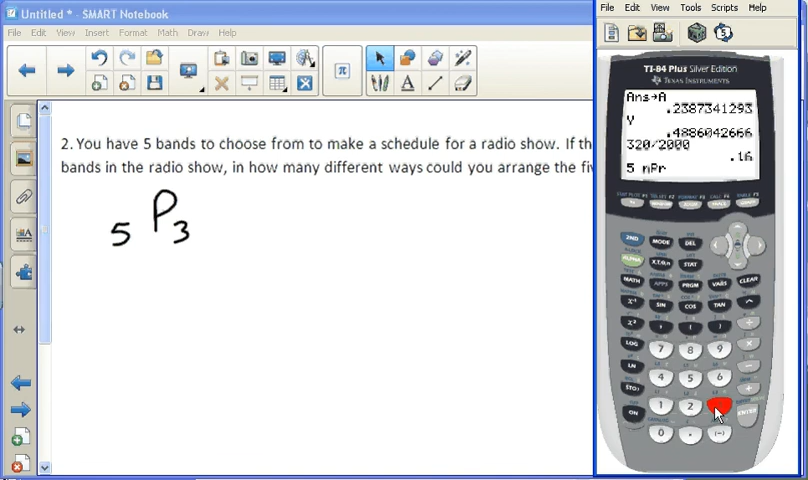 Untitled * - SMART Notebook
File Edit View Insert Format Math Draw Help
2. You have 5 bands to choose from to make a schedule for a radio show. If th
bands in the radio show, in how many different ways could you arrange the fiv
5 P 3
File Edit View Tools Scripts Help
TI-84 Plus Silver Edition
TEXAS INSTRUMENTS
Ans→A
.2387341293
V
.4886042666
320/2000
.16
5 nPr
2ND MODE DEL
ALPHA X,T,θ,n STAT
MATH APPS PRGM VARS CLEAR
SIN COS TAN
, ( )
LOG 7 8 9
LN 4 5 6
STO› 1 2
ON 0 . (-) ENTER